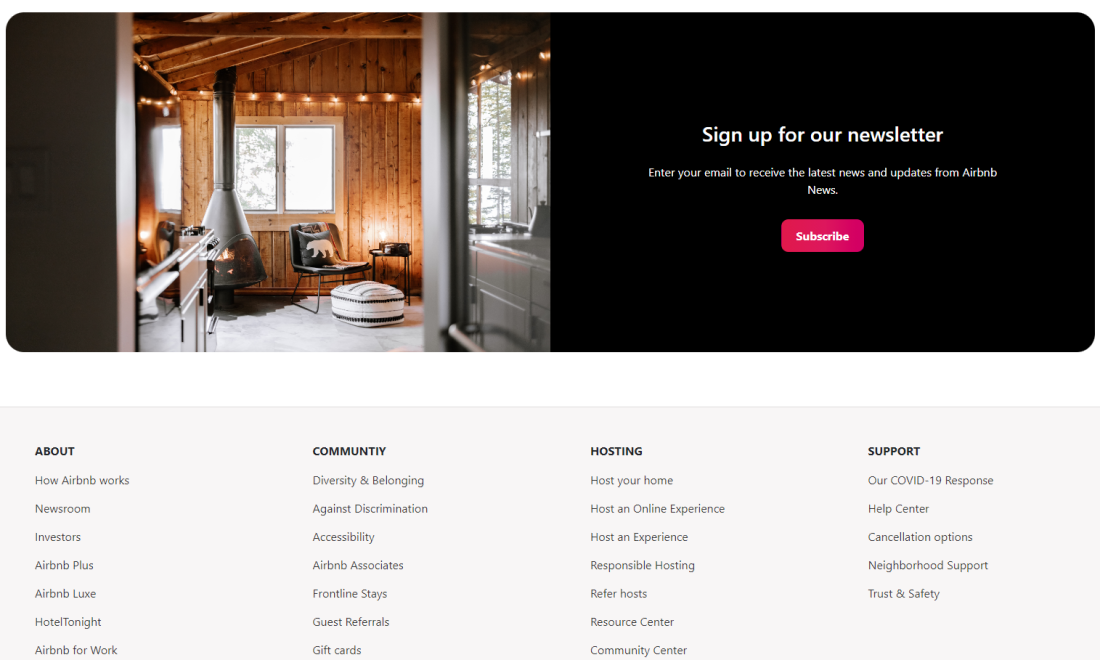 Sign up for our newsletter
Enter your email to receive the latest news and updates from Airbnb
News.
Subscribe
ABOUT
How Airbnb works
Newsroom
Investors
Airbnb Plus
Airbnb Luxe
HotelTonight
Airbnb for Work
COMMUNTIY
Diversity & Belonging
Against Discrimination
Accessibility
Airbnb Associates
Frontline Stays
Guest Referrals
Gift cards
HOSTING
Host your home
Host an Online Experience
Host an Experience
Responsible Hosting
Refer hosts
Resource Center
Community Center
SUPPORT
Our COVID-19 Response
Help Center
Cancellation options
Neighborhood Support
Trust & Safety